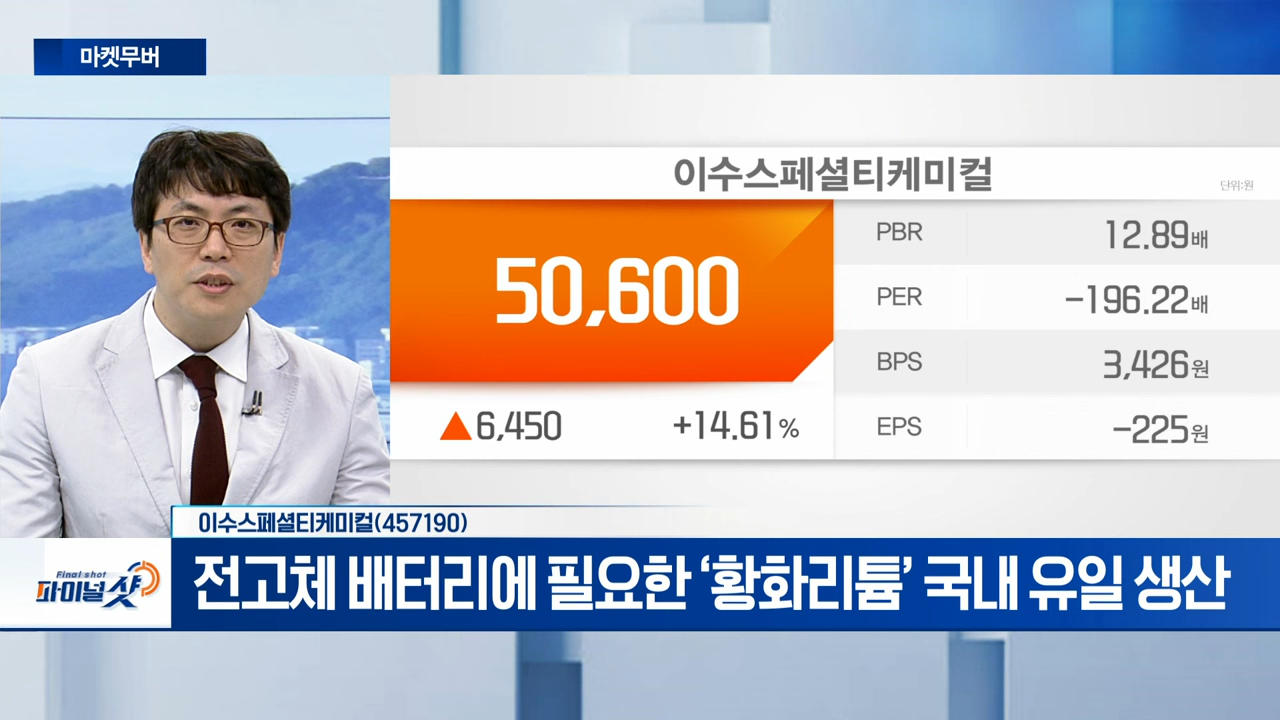 마켓무버
이수스페셜티케미컬
단위:원
50,600
▲6,450 +14.61%
PBR 12.89배
PER -196.22배
BPS 3,426원
EPS -225원
이수스페셜티케미컬(457190)
Final shot
파이널샷
전고체 배터리에 필요한 ‘황화리튬’ 국내 유일 생산